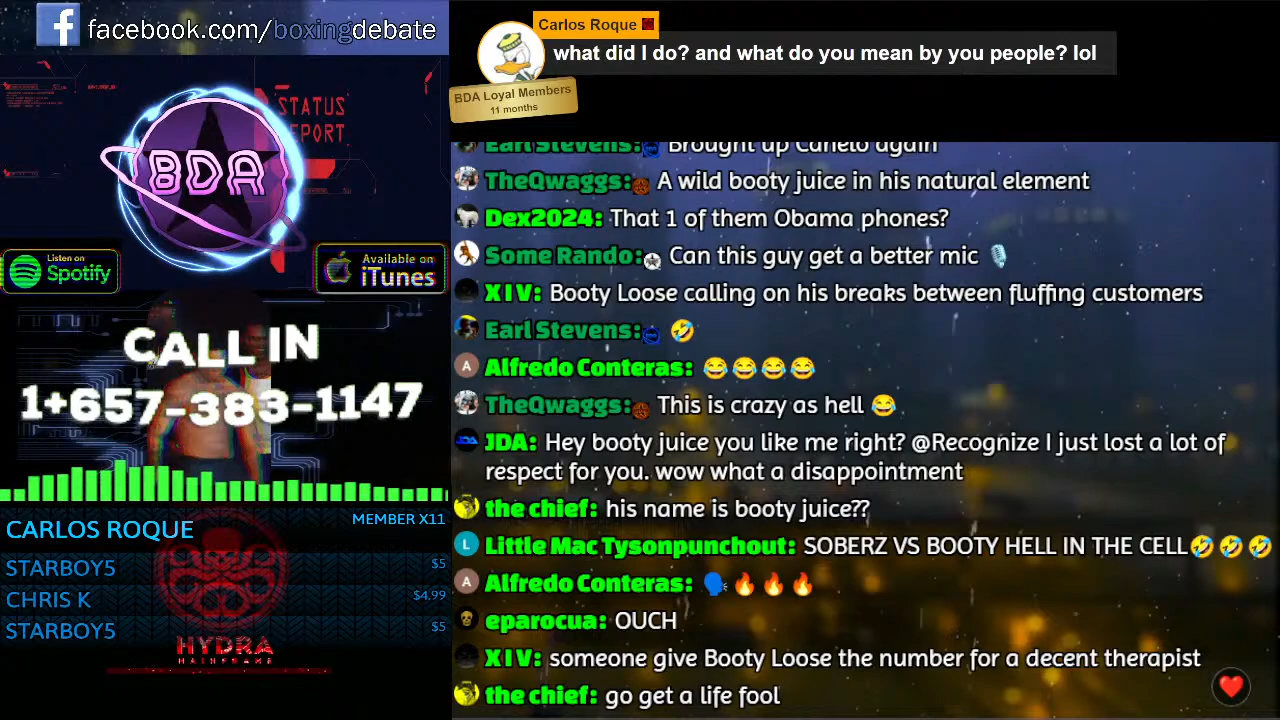 facebook.com/boxingdebate
Carlos Roque
what did I do? and what do you mean by you people? lol
BDA Loyal Members
11 months
STATUS
REPORT
BDA
Listen on
Spotify
Available on
iTunes
CALL IN
1+657-383-1147
CARLOS ROQUE MEMBER X11
STARBOY5 $5
CHRIS K $4.99
STARBOY5 $5
HYDRA
MAINFRAME
Earl Stevens: Brought up Canelo again
TheQwaggs: A wild booty juice in his natural element
Dex2024: That 1 of them Obama phones?
Some Rando: Can this guy get a better mic 🎙️
X I V: Booty Loose calling on his breaks between fluffing customers
Earl Stevens: 🤣
A
Alfredo Conteras: 😂😂😂😂
TheQwaggs: This is crazy as hell 😂
JDA: Hey booty juice you like me right? @Recognize I just lost a lot of
respect for you. wow what a disappointment
the chief: his name is booty juice??
L
Little Mac Tysonpunchout: SOBERZ VS BOOTY HELL IN THE CELL🤣🤣🤣
A
Alfredo Conteras: 🗣️🔥🔥🔥
eparocua: OUCH
X I V: someone give Booty Loose the number for a decent therapist
the chief: go get a life fool